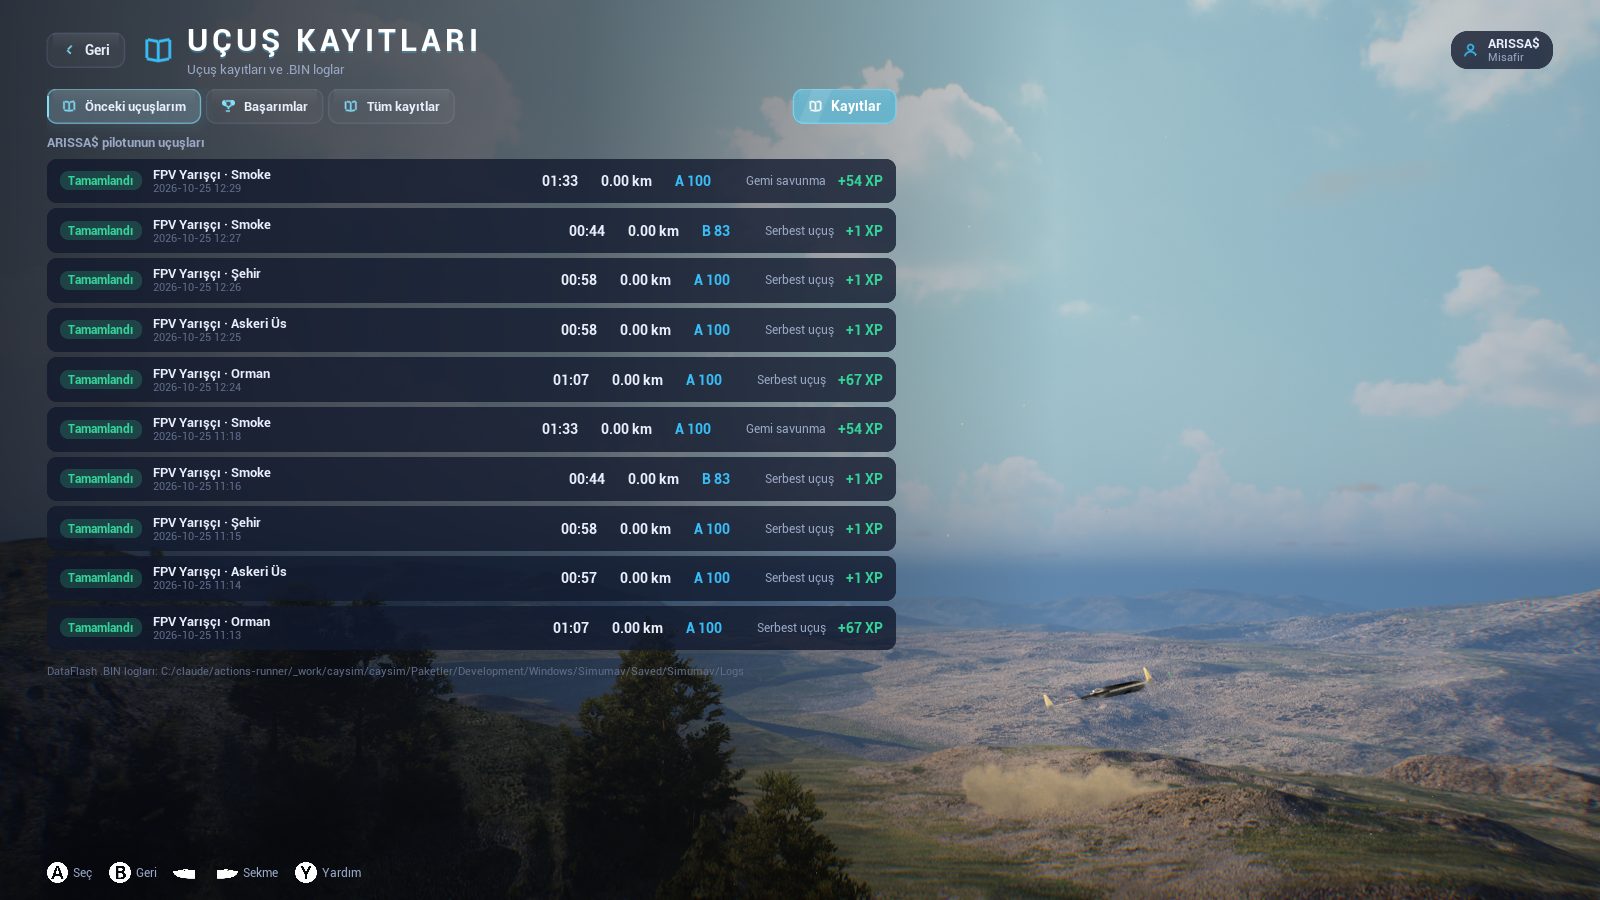 Geri
UÇUŞ KAYITLARI
Uçuş kayıtları ve .BIN loglar
ARISSA$
Misafir
Önceki uçuşlarım
Başarımlar
Tüm kayıtlar
Kayıtlar
ARISSA$ pilotunun uçuşları
Tamamlandı FPV Yarışçı · Smoke 01:33 0.00 km A 100 Gemi savunma +54 XP
2026-10-25 12:29
Tamamlandı FPV Yarışçı · Smoke 00:44 0.00 km B 83 Serbest uçuş +1 XP
2026-10-25 12:27
Tamamlandı FPV Yarışçı · Şehir 00:58 0.00 km A 100 Serbest uçuş +1 XP
2026-10-25 12:26
Tamamlandı FPV Yarışçı · Askeri Üs 00:58 0.00 km A 100 Serbest uçuş +1 XP
2026-10-25 12:25
Tamamlandı FPV Yarışçı · Orman 01:07 0.00 km A 100 Serbest uçuş +67 XP
2026-10-25 12:24
Tamamlandı FPV Yarışçı · Smoke 01:33 0.00 km A 100 Gemi savunma +54 XP
2026-10-25 11:18
Tamamlandı FPV Yarışçı · Smoke 00:44 0.00 km B 83 Serbest uçuş +1 XP
2026-10-25 11:16
Tamamlandı FPV Yarışçı · Şehir 00:58 0.00 km A 100 Serbest uçuş +1 XP
2026-10-25 11:15
Tamamlandı FPV Yarışçı · Askeri Üs 00:57 0.00 km A 100 Serbest uçuş +1 XP
2026-10-25 11:14
Tamamlandı FPV Yarışçı · Orman 01:07 0.00 km A 100 Serbest uçuş +67 XP
2026-10-25 11:13
DataFlash .BIN logları: C:/claude/actions-runner/_work/caysim/caysim/Paketler/Development/Windows/Simumav/Saved/Simumav/Logs
A Seç B Geri Sekme Y Yardım